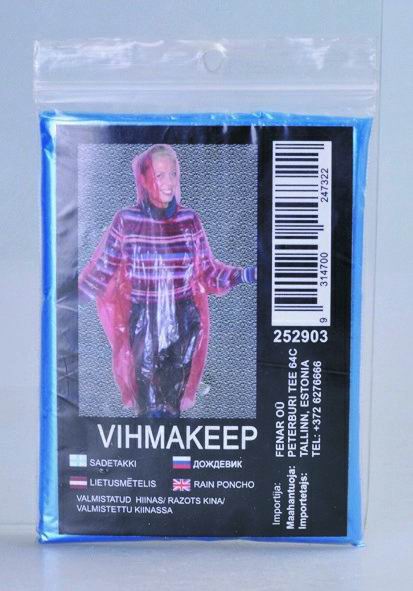 VIHMAKEEP
SADETAKKI
ДОЖДЕВИК
LIETUSMĒTELIS
RAIN PONCHO
VALMISTATUD HIINAS/ RAZOTS KINA/
VALMISTETTU KIINASSA
9 314700 247322
252903
Importija: FENAR OÜ
Maahantuoja: PETERBURI TEE 64C
Importetajs: TALLINN, ESTONIA
TEL: +372 6276666